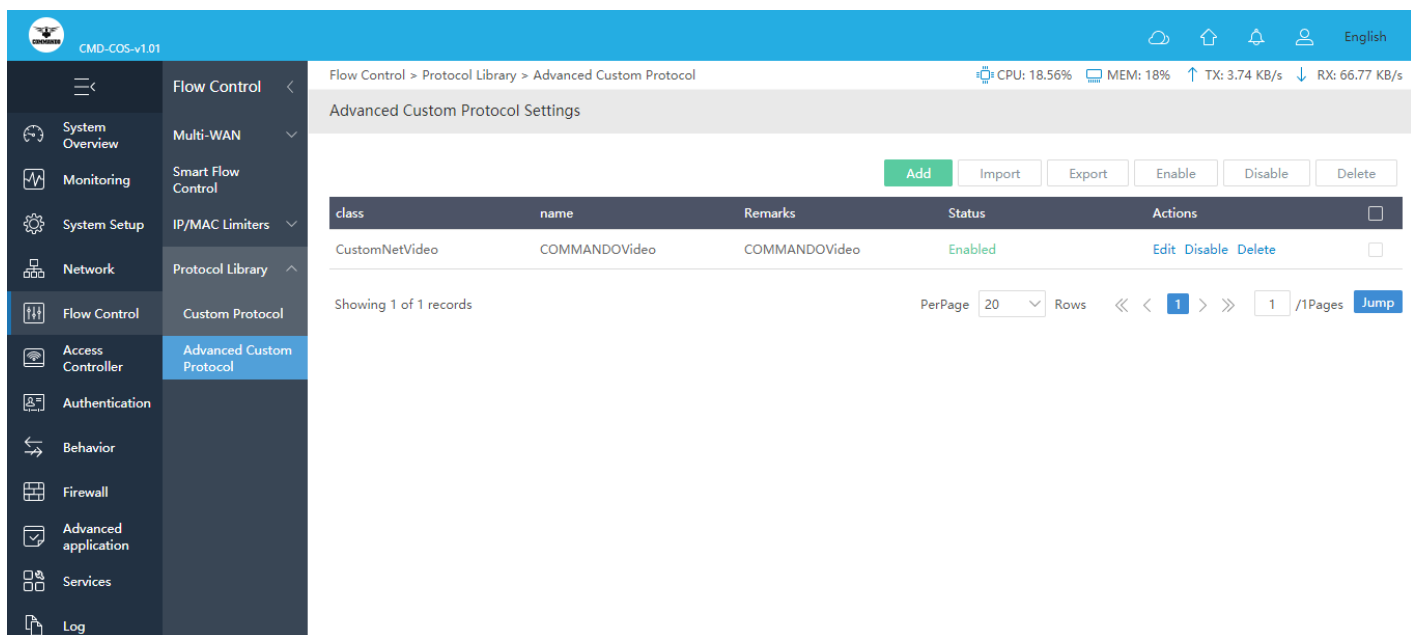 COMMANDO
CMD-COS-v1.01
English
Flow Control
Flow Control > Protocol Library > Advanced Custom Protocol
CPU: 18.56% MEM: 18% TX: 3.74 KB/s RX: 66.77 KB/s
Advanced Custom Protocol Settings
System
Overview
Monitoring
System Setup
Network
Flow Control
Access
Controller
Authentication
Behavior
Firewall
Advanced
application
Services
Log
Multi-WAN
Smart Flow
Control
IP/MAC Limiters
Protocol Library
Custom Protocol
Advanced Custom
Protocol
Add Import Export Enable Disable Delete
class name Remarks Status Actions
CustomNetVideo COMMANDOVideo COMMANDOVideo Enabled Edit Disable Delete
Showing 1 of 1 records
PerPage 20 Rows 1 1 /1Pages Jump